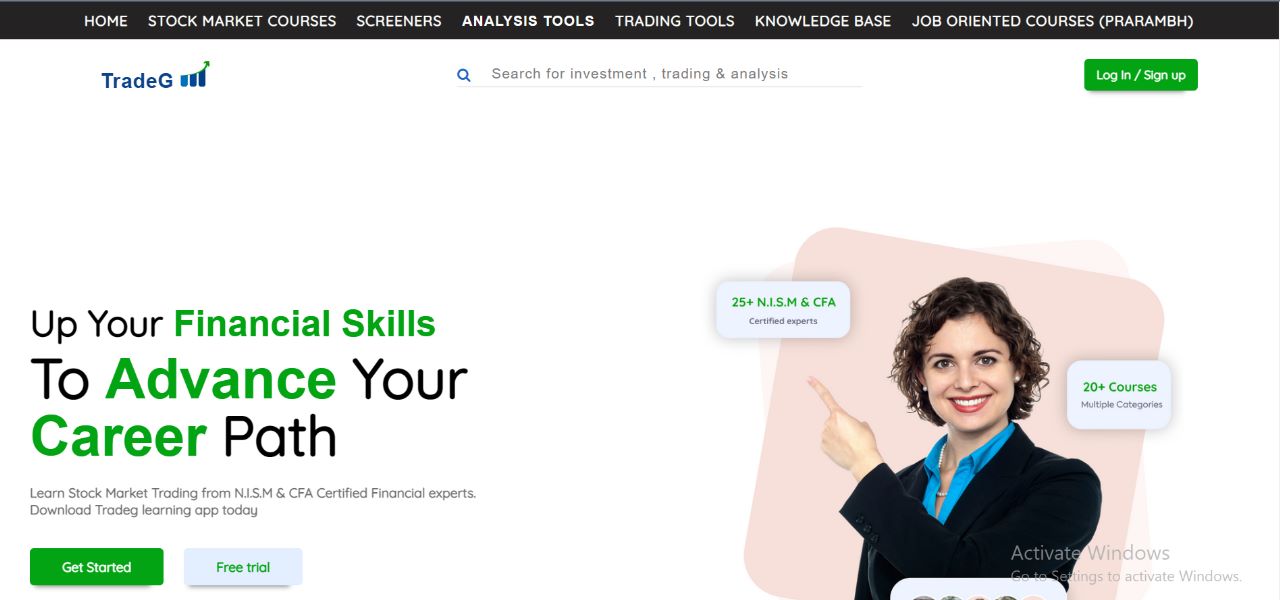 HOME STOCK MARKET COURSES SCREENERS ANALYSIS TOOLS TRADING TOOLS KNOWLEDGE BASE JOB ORIENTED COURSES (PRARAMBH)
TradeG
Search for investment , trading & analysis
Log In / Sign up
Up Your Financial Skills
To Advance Your
Career Path
Learn Stock Market Trading from N.I.S.M & CFA Certified Financial experts.
Download Tradeg learning app today
Get Started
Free trial
25+ N.I.S.M & CFA
Certified experts
20+ Courses
Multiple Categories
Activate Windows
Go to Settings to activate Windows.